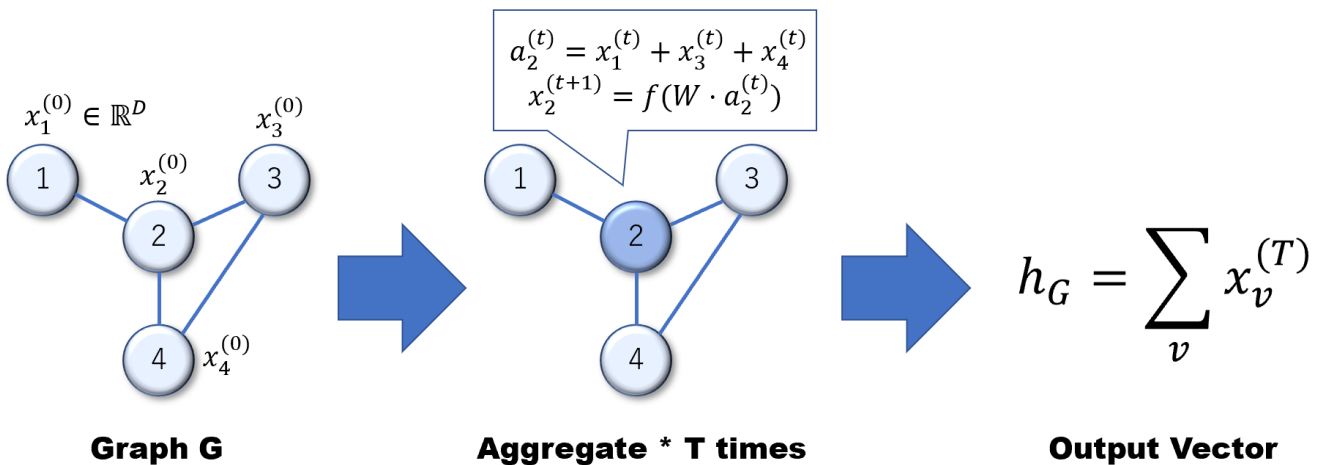 x_1^{(0)} ∈ ℝ^D
x_3^{(0)}
x_2^{(0)}
1
3
2
4
x_4^{(0)}
Graph G
a_2^{(t)} = x_1^{(t)} + x_3^{(t)} + x_4^{(t)}
x_2^{(t+1)} = f(W · a_2^{(t)})
1
3
2
4
Aggregate * T times
h_G = ∑_v x_v^{(T)}
Output Vector